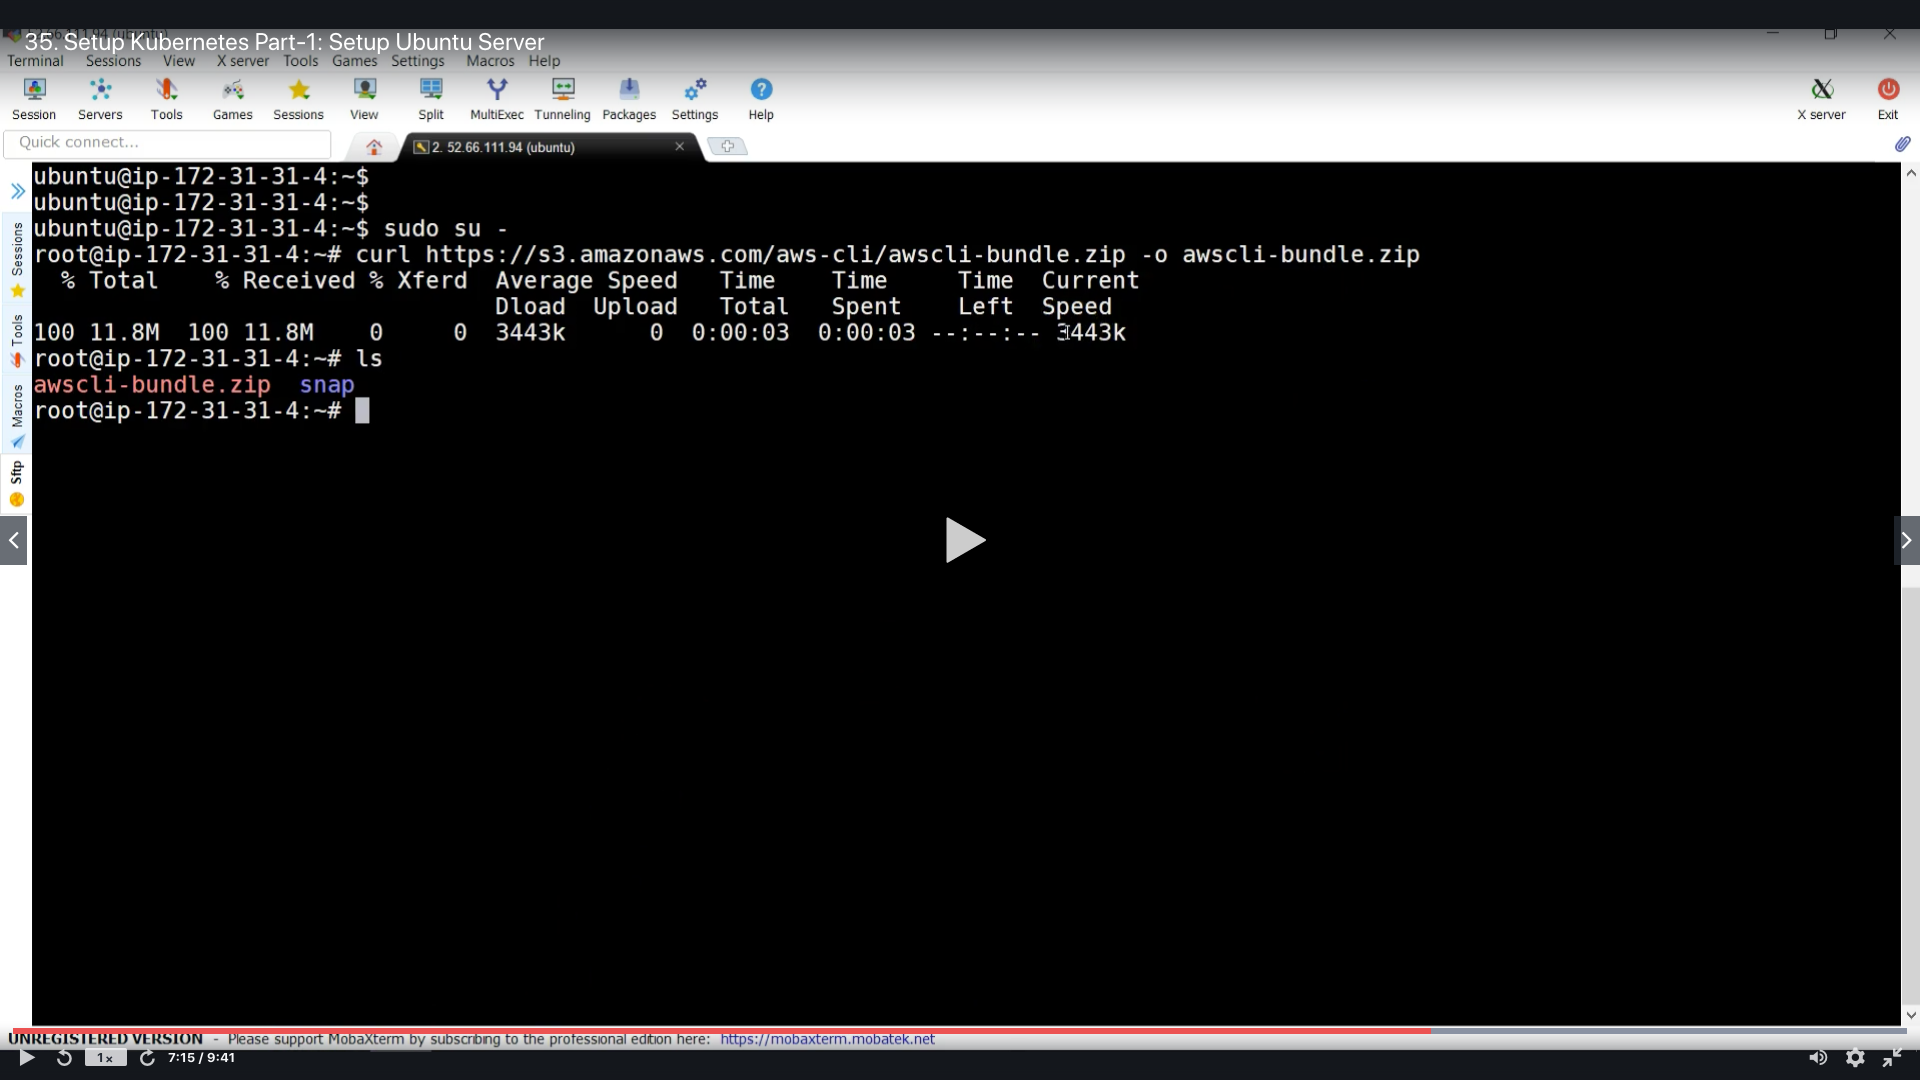 35. Setup Kubernetes Part-1: Setup Ubuntu Server
Terminal Sessions View X server Tools Games Settings Macros Help
Session Servers Tools Games Sessions View Split MultiExec Tunneling Packages Settings Help X server Exit
Quick connect...
2. 52.66.111.94 (ubuntu)
ubuntu@ip-172-31-31-4:~$
ubuntu@ip-172-31-31-4:~$
ubuntu@ip-172-31-31-4:~$ sudo su -
root@ip-172-31-31-4:~# curl https://s3.amazonaws.com/aws-cli/awscli-bundle.zip -o awscli-bundle.zip
% Total % Received % Xferd Average Speed Time Time Time Current
Dload Upload Total Spent Left Speed
100 11.8M 100 11.8M 0 0 3443k 0 0:00:03 0:00:03 --:--:-- 3443k
root@ip-172-31-31-4:~# ls
awscli-bundle.zip snap
root@ip-172-31-31-4:~#
Sessions
Tools
Macros
Sftp
UNREGISTERED VERSION - Please support MobaXterm by subscribing to the professional edition here: https://mobaxterm.mobatek.net
1x 7:15 / 9:41